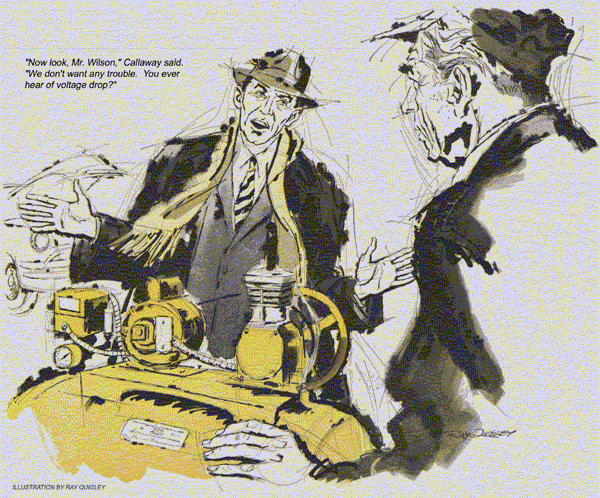 "Now look, Mr. Wilson," Callaway said.
"We don't want any trouble.  You ever
hear of voltage drop?"
RAY QUIGLEY
ILLUSTRATION BY RAY QUIGLEY